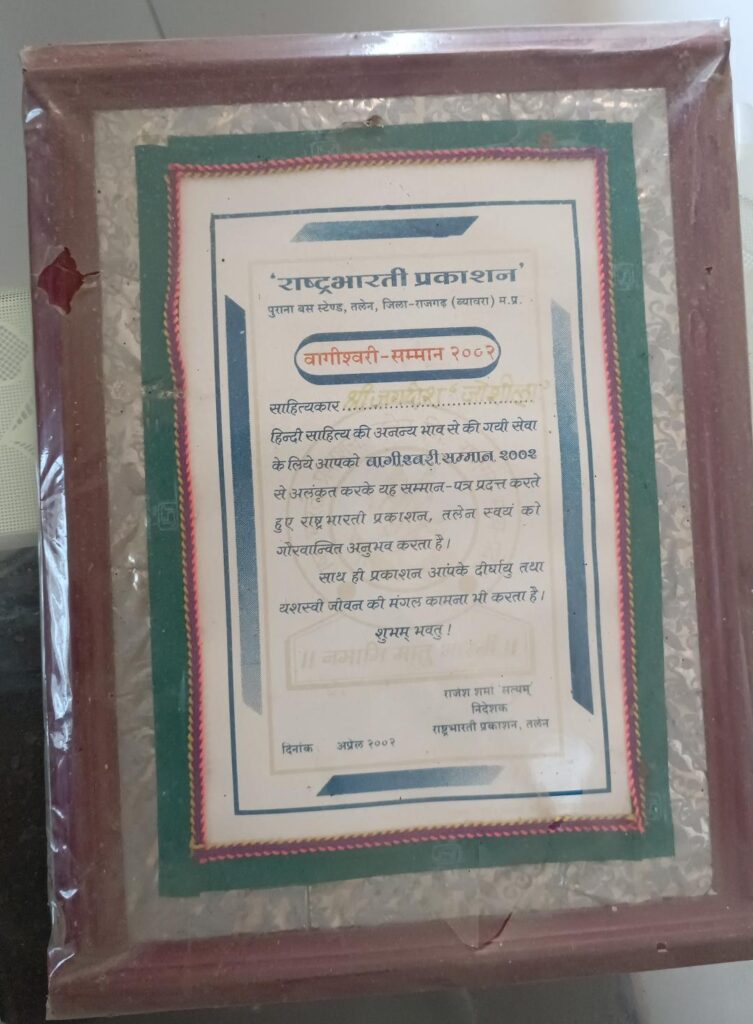 'राष्ट्रभारती प्रकाशन'
पुराना बस स्टेण्ड, तलेन, जिला-राजगढ़ (ब्यावरा) म.प्र.
वागीश्वरी-सम्मान २००२
साहित्यकार श्री जगदीश 'जोशीला'
हिन्दी साहित्य की अनन्य भाव से की गयी सेवा
के लिये आपको वागीश्वरी सम्मान २००२
से अलंकृत करके यह सम्मान-पत्र प्रदत्त करते
हुए राष्ट्रभारती प्रकाशन, तलेन स्वयं को
गोरवान्वित अनुभव करता है।
साथ ही प्रकाशन आपके दीर्घायु तथा
यशस्वी जीवन की मंगल कामना भी करता है।
शुभम् भवतु !
॥ नमामि मातु भारती ॥
राजेश शर्मा 'सत्यम्'
निदेशक
राष्ट्रभारती प्रकाशन, तलेन
दिनांक अप्रेल २००२